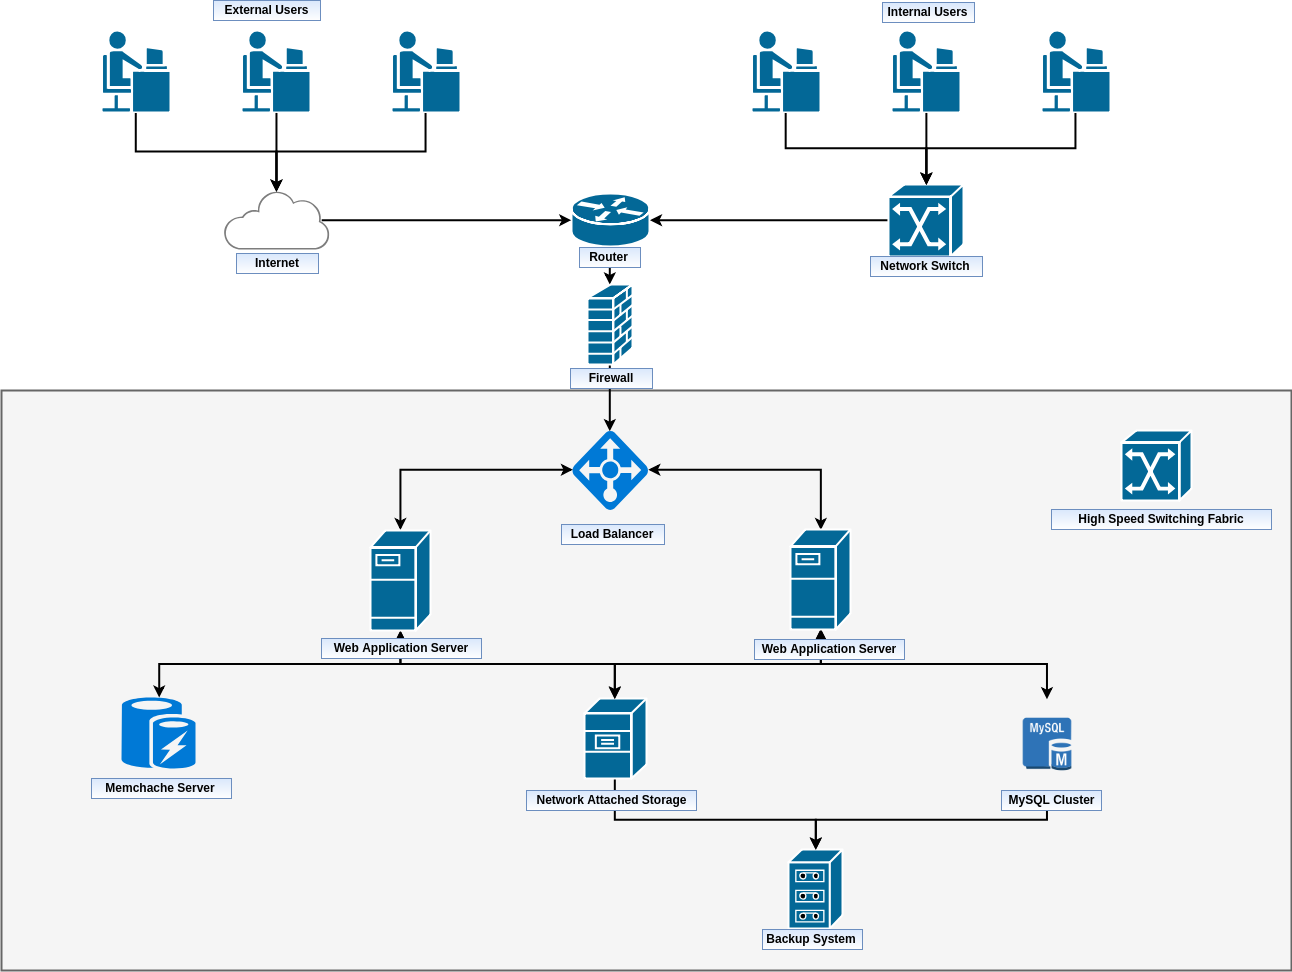 External Users
Internal Users
Internet
Router
Network Switch
Firewall
Load Balancer
High Speed Switching Fabric
Web Application Server
Web Application Server
MySQL
M
Memchache Server
Network Attached Storage
MySQL Cluster
Backup System